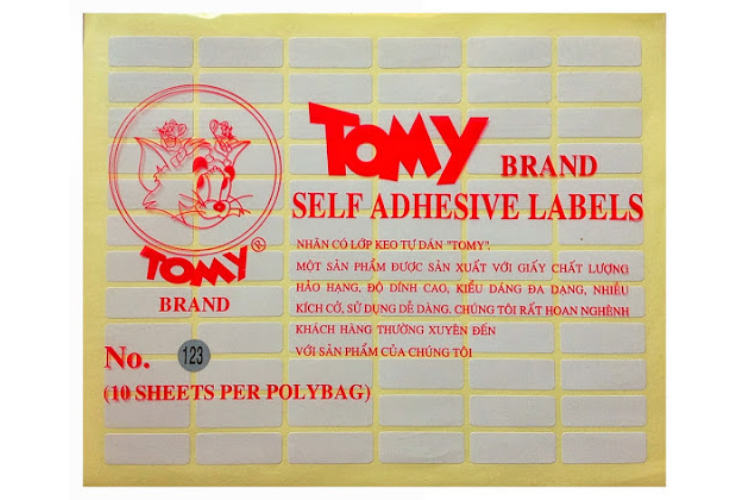 TOMY BRAND
SELF ADHESIVE LABELS
NHÃN CÓ LỚP KEO TỰ DÁN "TOMY".
MỘT SẢN PHẨM ĐƯỢC SẢN XUẤT VỚI GIẤY CHẤT LƯỢNG
HẢO HẠNG, ĐỘ DÍNH CAO, KIỂU DÁNG ĐA DẠNG, NHIỀU
KÍCH CỞ, SỬ DỤNG DỄ DÀNG. CHÚNG TÔI RẤT HOAN NGHÊNH
KHÁCH HÀNG THƯỜNG XUYÊN ĐẾN
VỚI SẢN PHẨM CỦA CHÚNG TÔI
TOMY ®
BRAND
No. 123
(10 SHEETS PER POLYBAG)